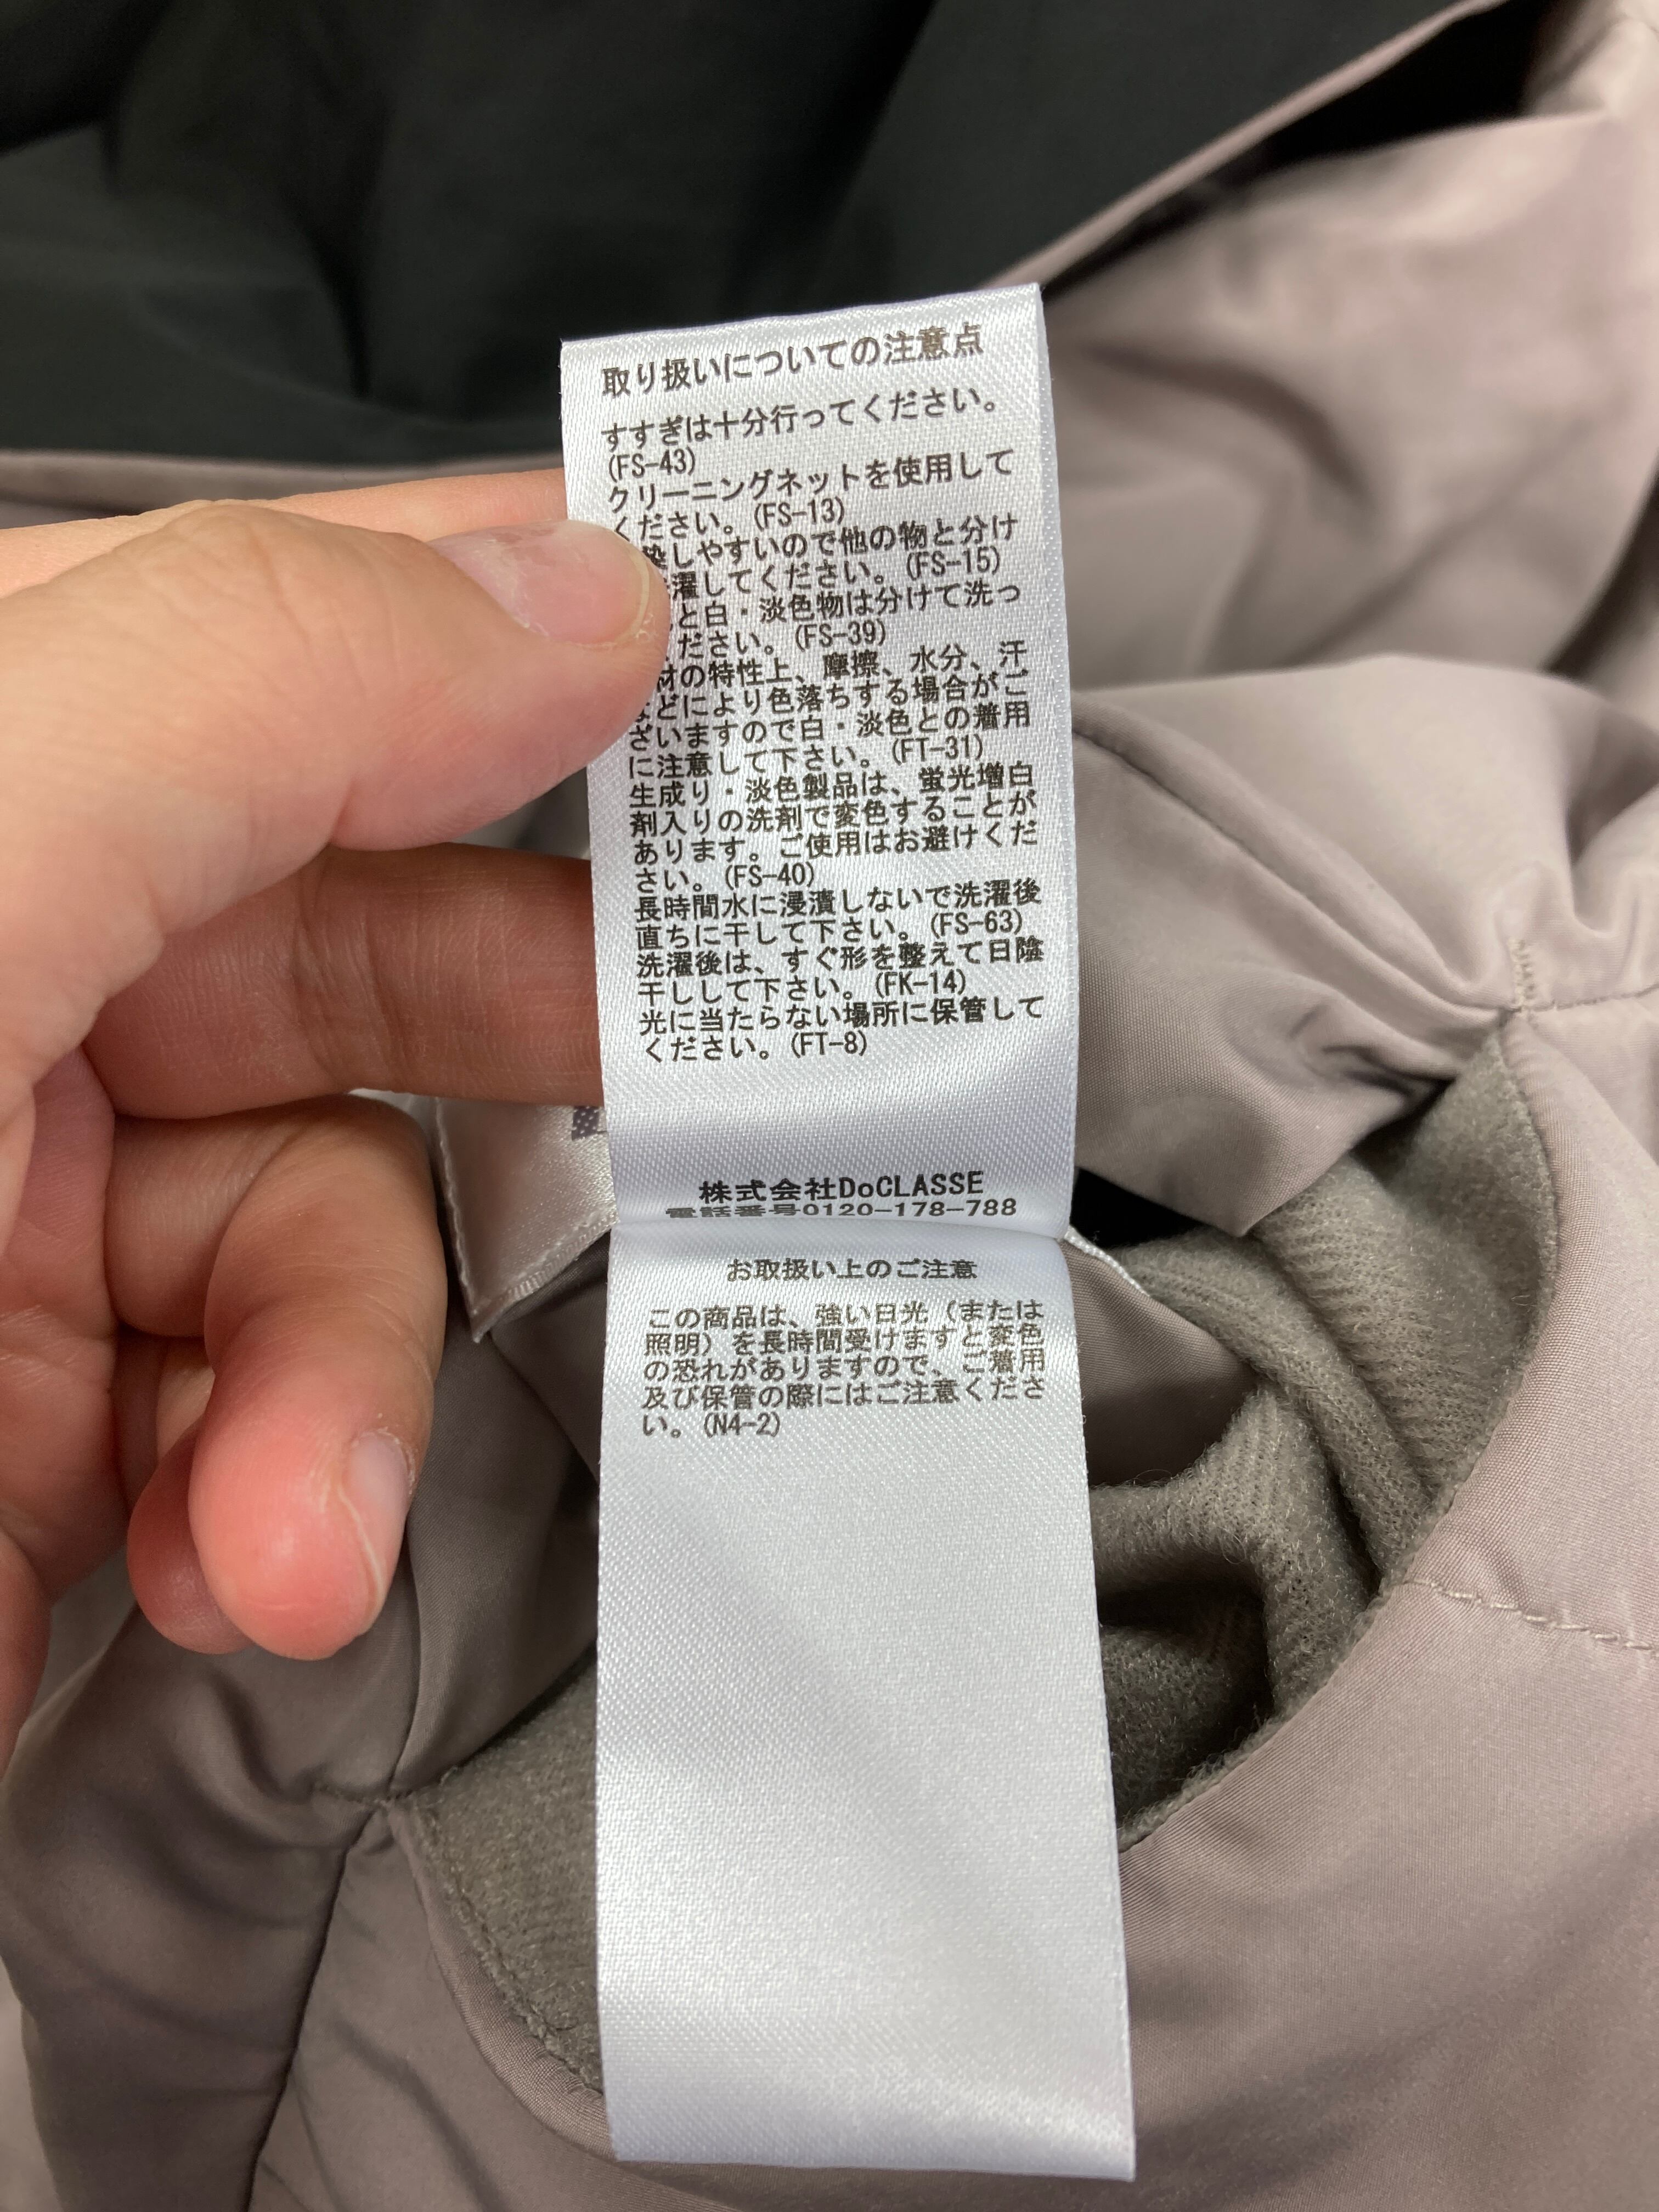 取り扱いについての注意点
すすぎは十分行ってください。
(FS-43)
クリーニングネットを使用して
ください。(FS-13)
染しやすいので他の物と分け
濯してください。(FS-15)
と白・淡色物は分けて洗っ
ださい。(FS-39)
材の特性上、摩擦、水分、汗
などにより色落ちする場合がご
ざいますので白・淡色との着用
に注意して下さい。(FT-31)
生成り・淡色製品は、蛍光増白
剤入りの洗剤で変色することが
あります。ご使用はお避けくだ
さい。(FS-40)
長時間水に浸漬しないで洗濯後
直ちに干して下さい。(FS-63)
洗濯後は、すぐ形を整えて日陰
干しして下さい。(FK-14)
光に当たらない場所に保管して
ください。(FT-8)
株式会社DoCLASSE
電話番号0120-178-788
お取扱い上のご注意
この商品は、強い日光（または
照明）を長時間受けますと変色
の恐れがありますので、ご着用
及び保管の際にはご注意くださ
い。(N4-2)